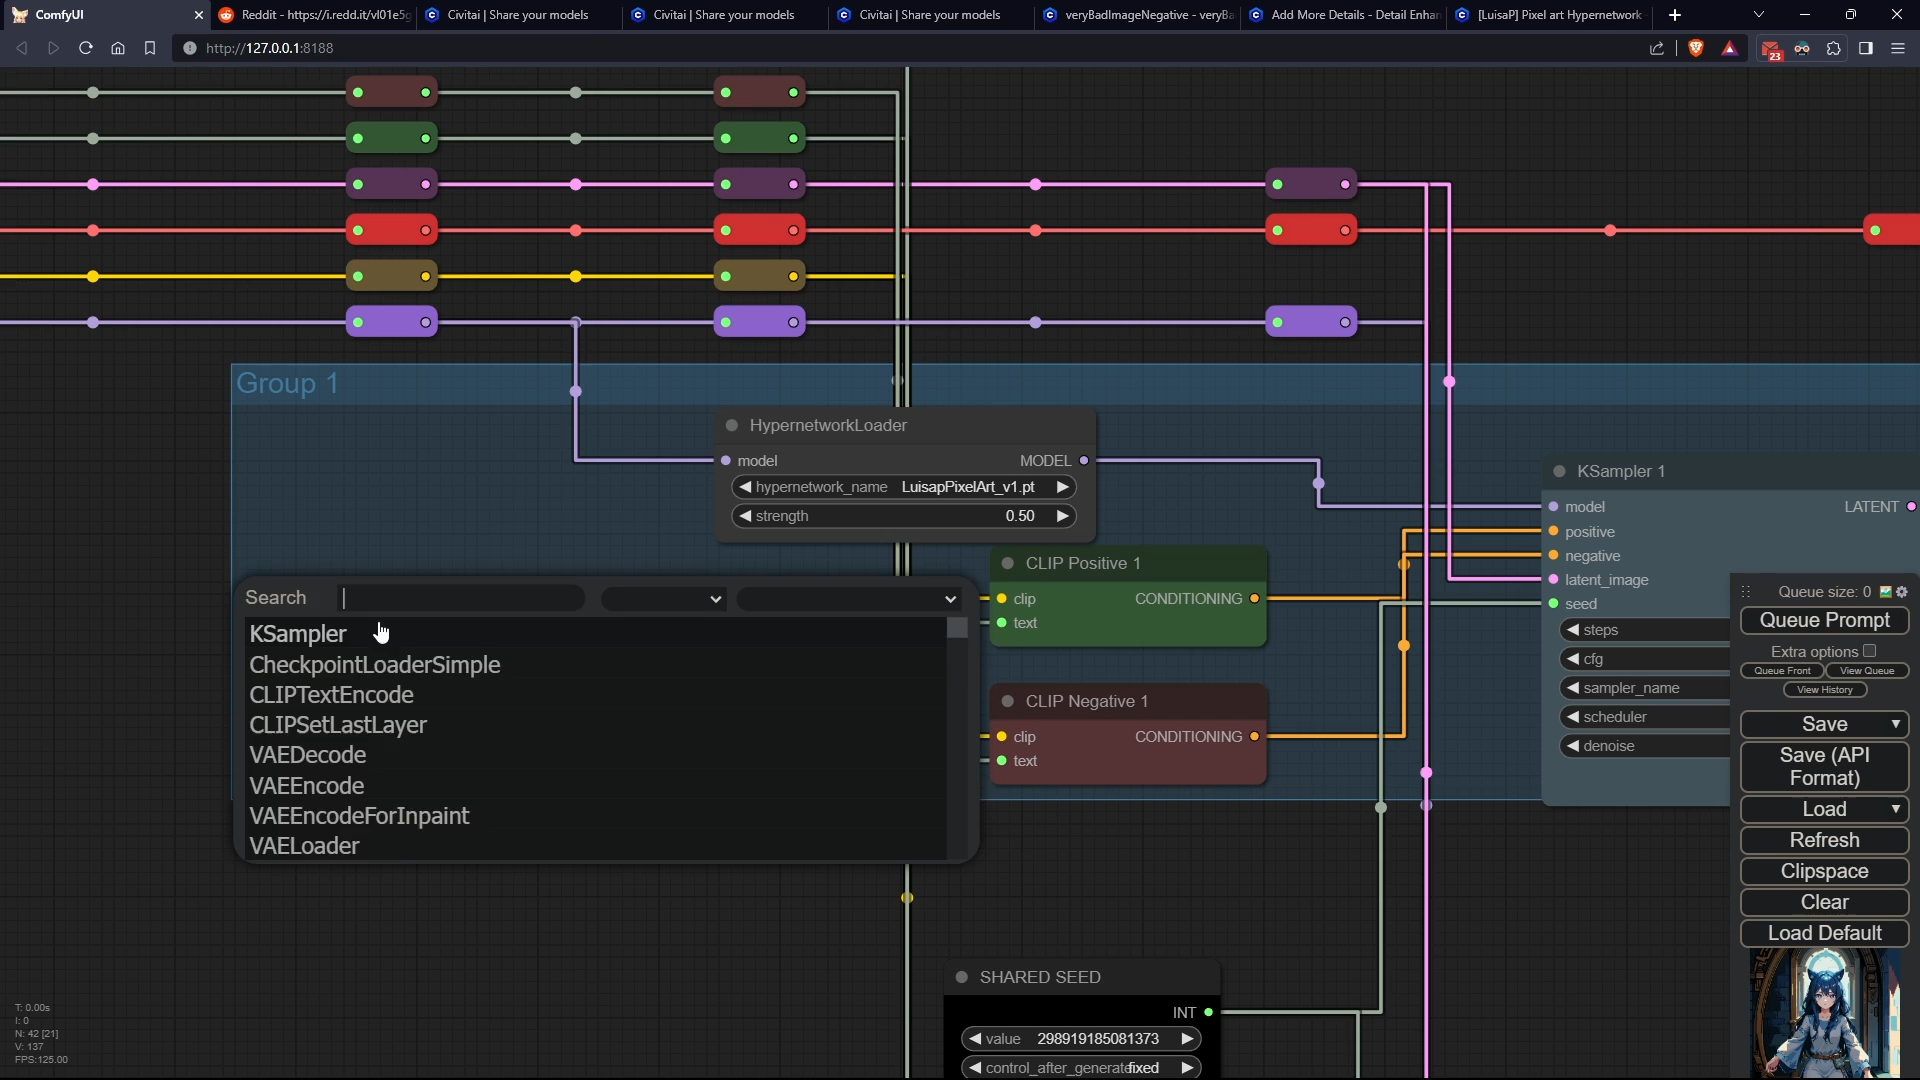 ComfyUI
Reddit - https://i.redd.it/vl01e5g
Civitai | Share your models
Civitai | Share your models
Civitai | Share your models
veryBadImageNegative - veryBa
Add More Details - Detail Enhan
[LuisaP] Pixel art Hypernetwork
http://127.0.0.1:8188
23
Group 1
HypernetworkLoader
model MODEL
hypernetwork_name LuisapPixelArt_v1.pt
strength 0.50
KSampler 1
model LATENT
positive
negative
latent_image
seed
steps
cfg
sampler_name
scheduler
denoise
CLIP Positive 1
clip CONDITIONING
text
CLIP Negative 1
clip CONDITIONING
text
Search
KSampler
CheckpointLoaderSimple
CLIPTextEncode
CLIPSetLastLayer
VAEDecode
VAEEncode
VAEEncodeForInpaint
VAELoader
Queue size: 0
Queue Prompt
Extra options
Queue Front View Queue
View History
Save
Save (API
Format)
Load
Refresh
Clipspace
Clear
Load Default
SHARED SEED
INT
value 298919185081373
control_after_generate fixed
T: 0.00s
I: 0
N: 42 [21]
V: 137
FPS:125.00